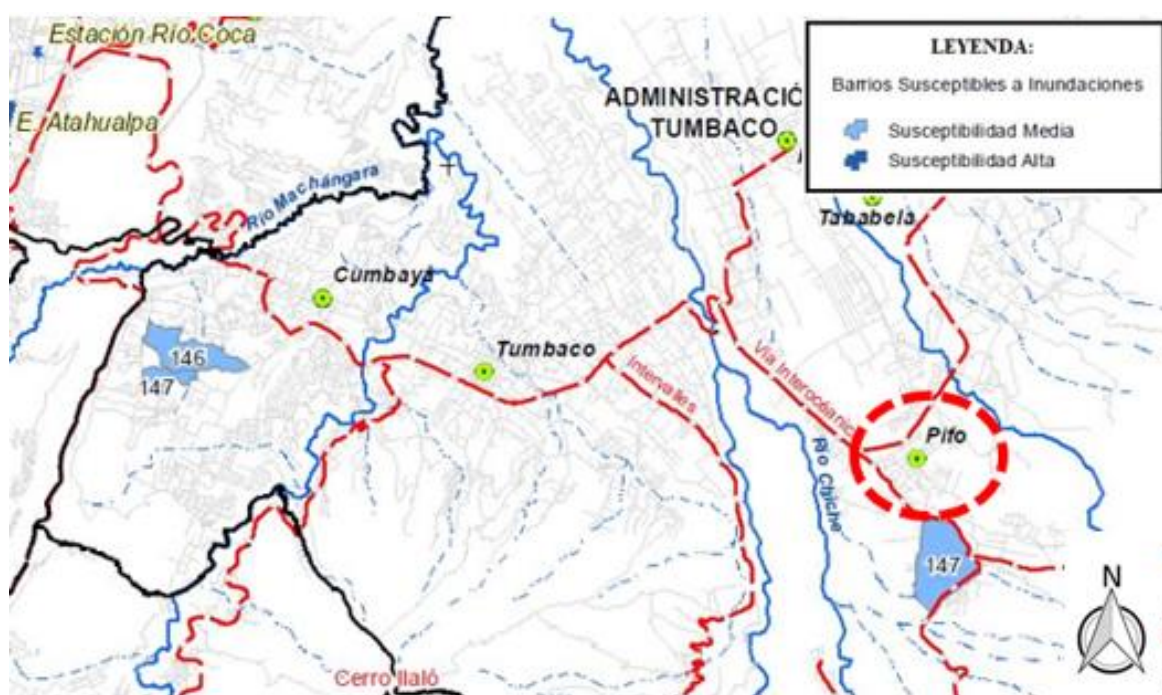 Estación Río Coca
E. Atahualpa
Río Machángara
Cumbayá
146
147
Tumbaco
ADMINISTRACIÓ
TUMBACO
Tababela
LEYENDA:
Barrios Susceptibles a Inundaciones
Susceptibilidad Media
Susceptibilidad Alta
Intervalles
Vía Interoceánic
Río Chiche
Pifo
147
Cerro Ilaló
N